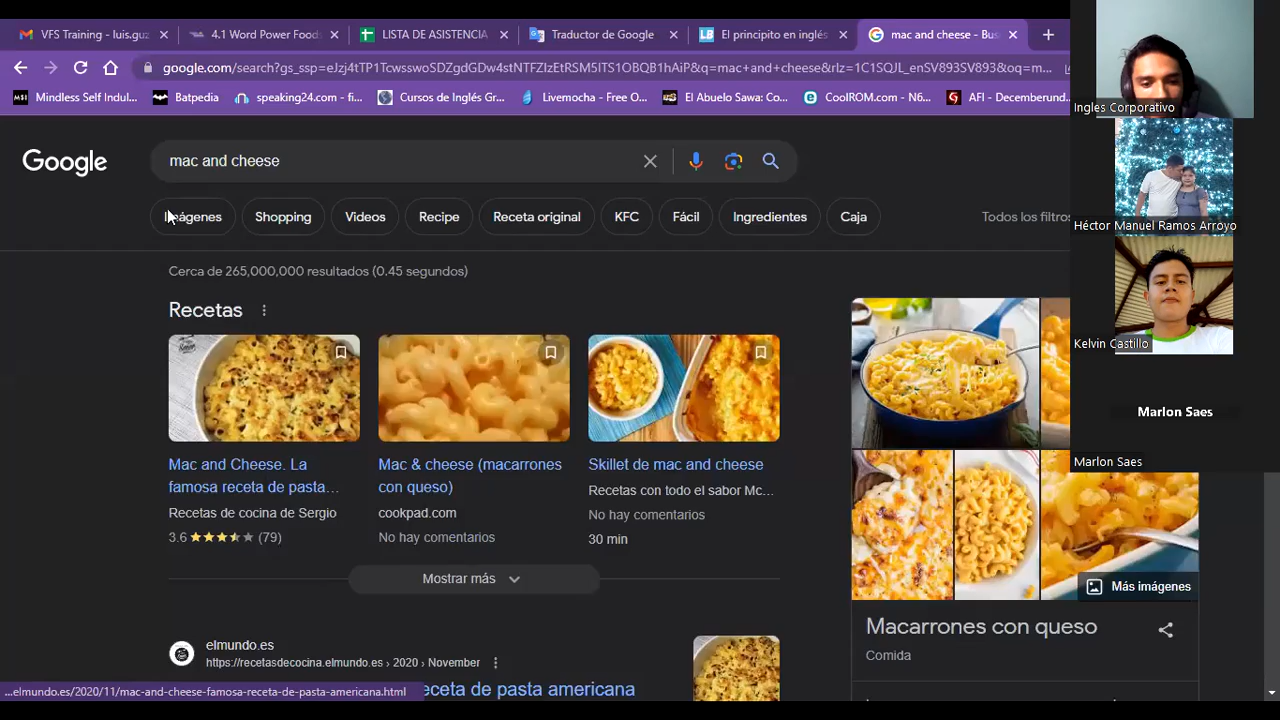 VFS Training - luis.guz
4.1 Word Power Foods
LISTA DE ASISTENCIA
Traductor de Google
El principito en inglés
mac and cheese - Bus
google.com/search?gs_ssp=eJzj4tTP1TcwsswoSDZgdGDw4stNTFZIzEtRSM5ITS1OBQB1hAiP&q=mac+and+cheese&rlz=1C1SQJL_enSV893SV893&oq=m...
Mindless Self Indul...
Batpedia
speaking24.com - fi...
Cursos de Inglés Gr...
Livemocha - Free O...
El Abuelo Sawa: Co...
CoolROM.com - N6...
AFI - Decemberund...
Ingles Corporativo
Google
mac and cheese
Imágenes
Shopping
Videos
Recipe
Receta original
KFC
Fácil
Ingredientes
Caja
Todos los filtros
Héctor Manuel Ramos Arroyo
Cerca de 265,000,000 resultados (0.45 segundos)
Recetas
Kelvin Castillo
Marlon Saes
Marlon Saes
Mac and Cheese. La
famosa receta de pasta...
Recetas de cocina de Sergio
3.6
(79)
Mac & cheese (macarrones
con queso)
cookpad.com
No hay comentarios
Skillet de mac and cheese
Recetas con todo el sabor Mc...
No hay comentarios
30 min
Mostrar más
Más imágenes
Macarrones con queso
Comida
elmundo.es
https://recetasdecocina.elmundo.es › 2020 › November
eceta de pasta americana
...elmundo.es/2020/11/mac-and-cheese-famosa-receta-de-pasta-americana.html